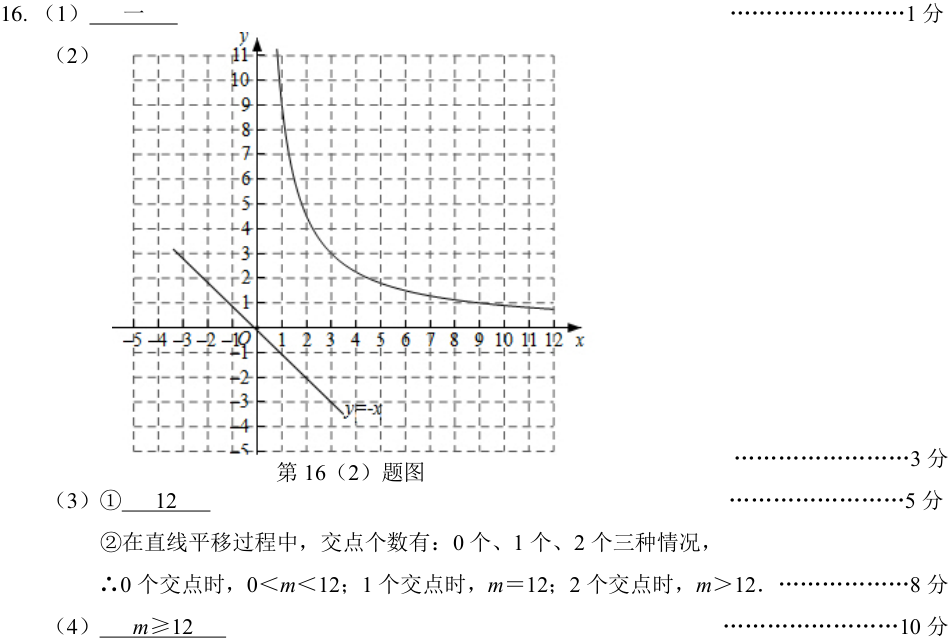 16.（1） 一 ························1 分
（2）
y
11
10
9
8
7
6
5
4
3
2
1
–5 –4 –3 –2 –1 O 1 2 3 4 5 6 7 8 9 10 11 12 x
–1
–2
–3
y=-x
–4
–5
························3 分
第 16（2）题图
（3）① 12 ························5 分
②在直线平移过程中，交点个数有：0 个、1 个、2 个三种情况，
∴0 个交点时，0＜m＜12；1 个交点时，m＝12；2 个交点时，m＞12．··················8 分
（4） m≥12 ························10 分